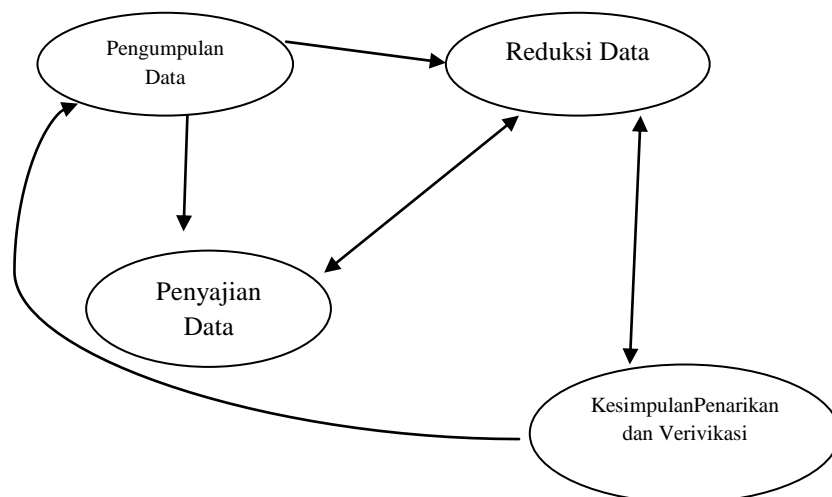 Pengumpulan
Data
Reduksi Data
Penyajian
Data
KesimpulanPenarikan
dan Verivikasi